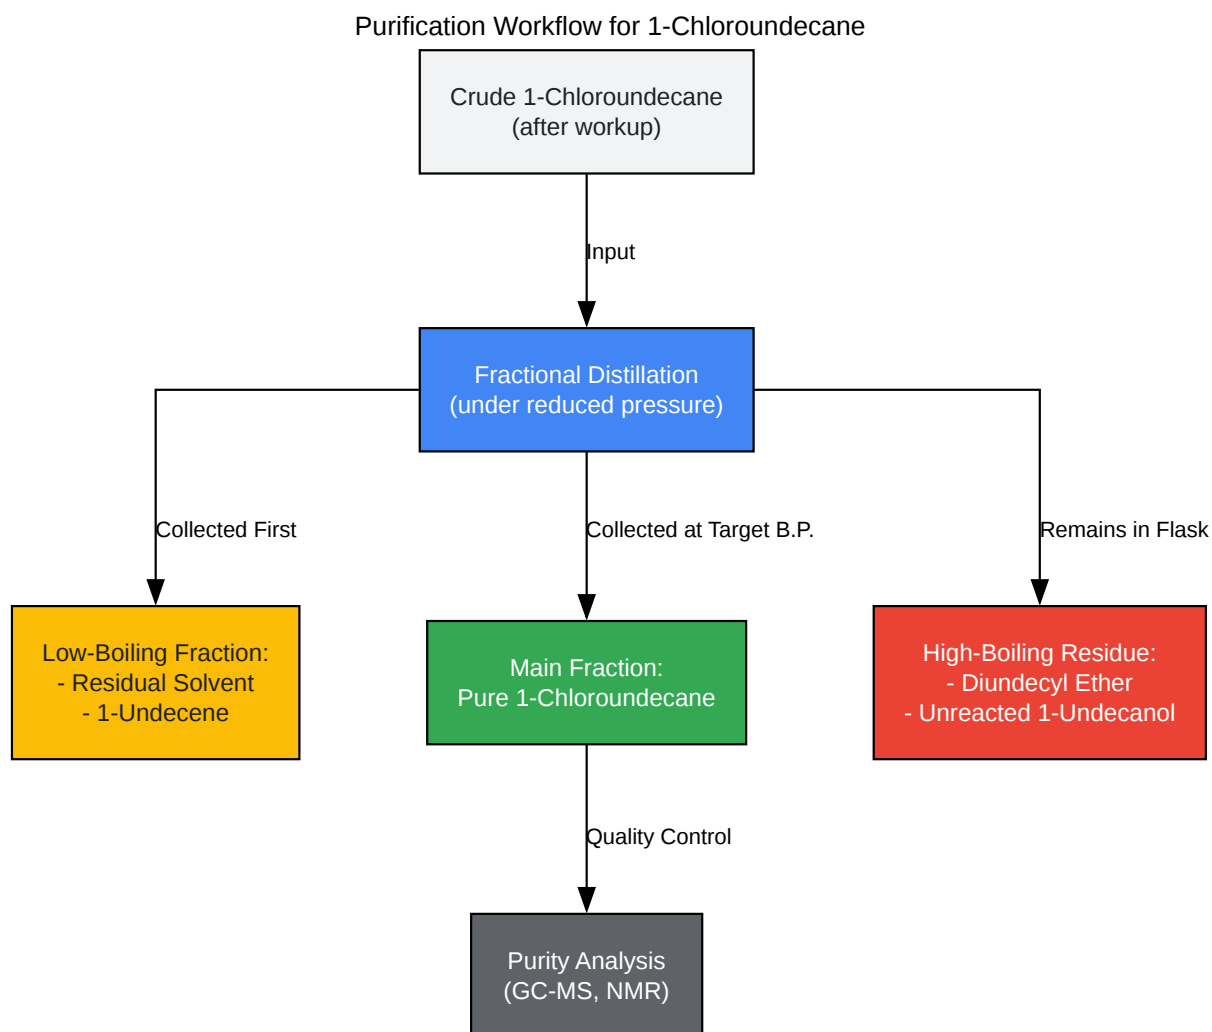 Purification Workflow for 1-Chloroundecane
Crude 1-Chloroundecane
(after workup)
Input
Fractional Distillation
(under reduced pressure)
Collected First
Collected at Target B.P.
Remains in Flask
Low-Boiling Fraction:
- Residual Solvent
- 1-Undecene
Main Fraction:
Pure 1-Chloroundecane
High-Boiling Residue:
- Diundecyl Ether
- Unreacted 1-Undecanol
Quality Control
Purity Analysis
(GC-MS, NMR)